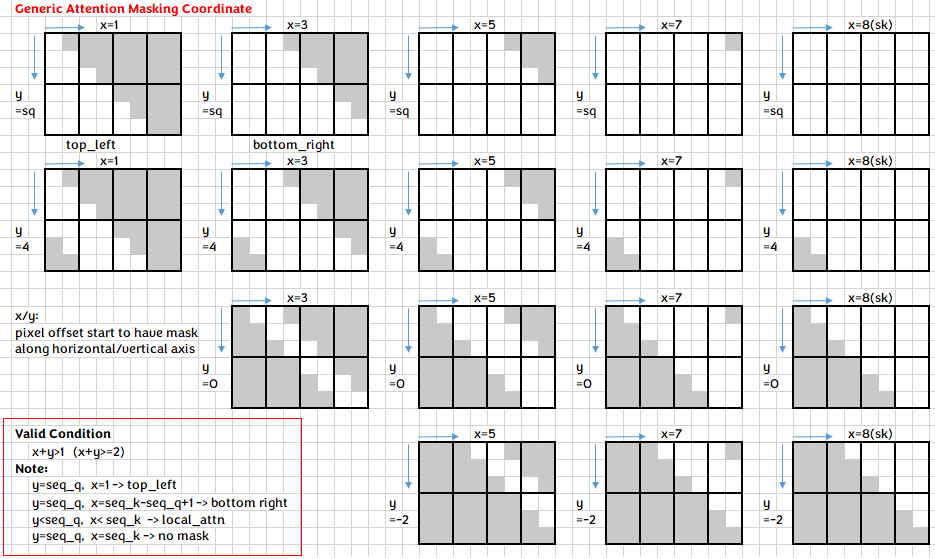 Generic Attention Masking Coordinate
x=1 x=3 x=5 x=7 x=8(sk)
y y y y y
=sq =sq =sq =sq =sq
top_left bottom_right
x=1 x=3 x=5 x=7 x=8(sk)
y y y y y
=4 =4 =4 =4 =4
x=3 x=5 x=7 x=8(sk)
x/y:
pixel offset start to have mask
along horizontal/vertical axis
y y y y
=0 =0 =0 =0
x=5 x=7 x=8(sk)
y y y
=-2 =-2 =-2
Valid Condition
x+y>1 (x+y>=2)
Note:
y=seq_q, x=1 -> top_left
y=seq_q, x=seq_k-seq_q+1 -> bottom right
y<seq_q, x< seq_k -> local_attn
y=seq_q, x=seq_k -> no mask